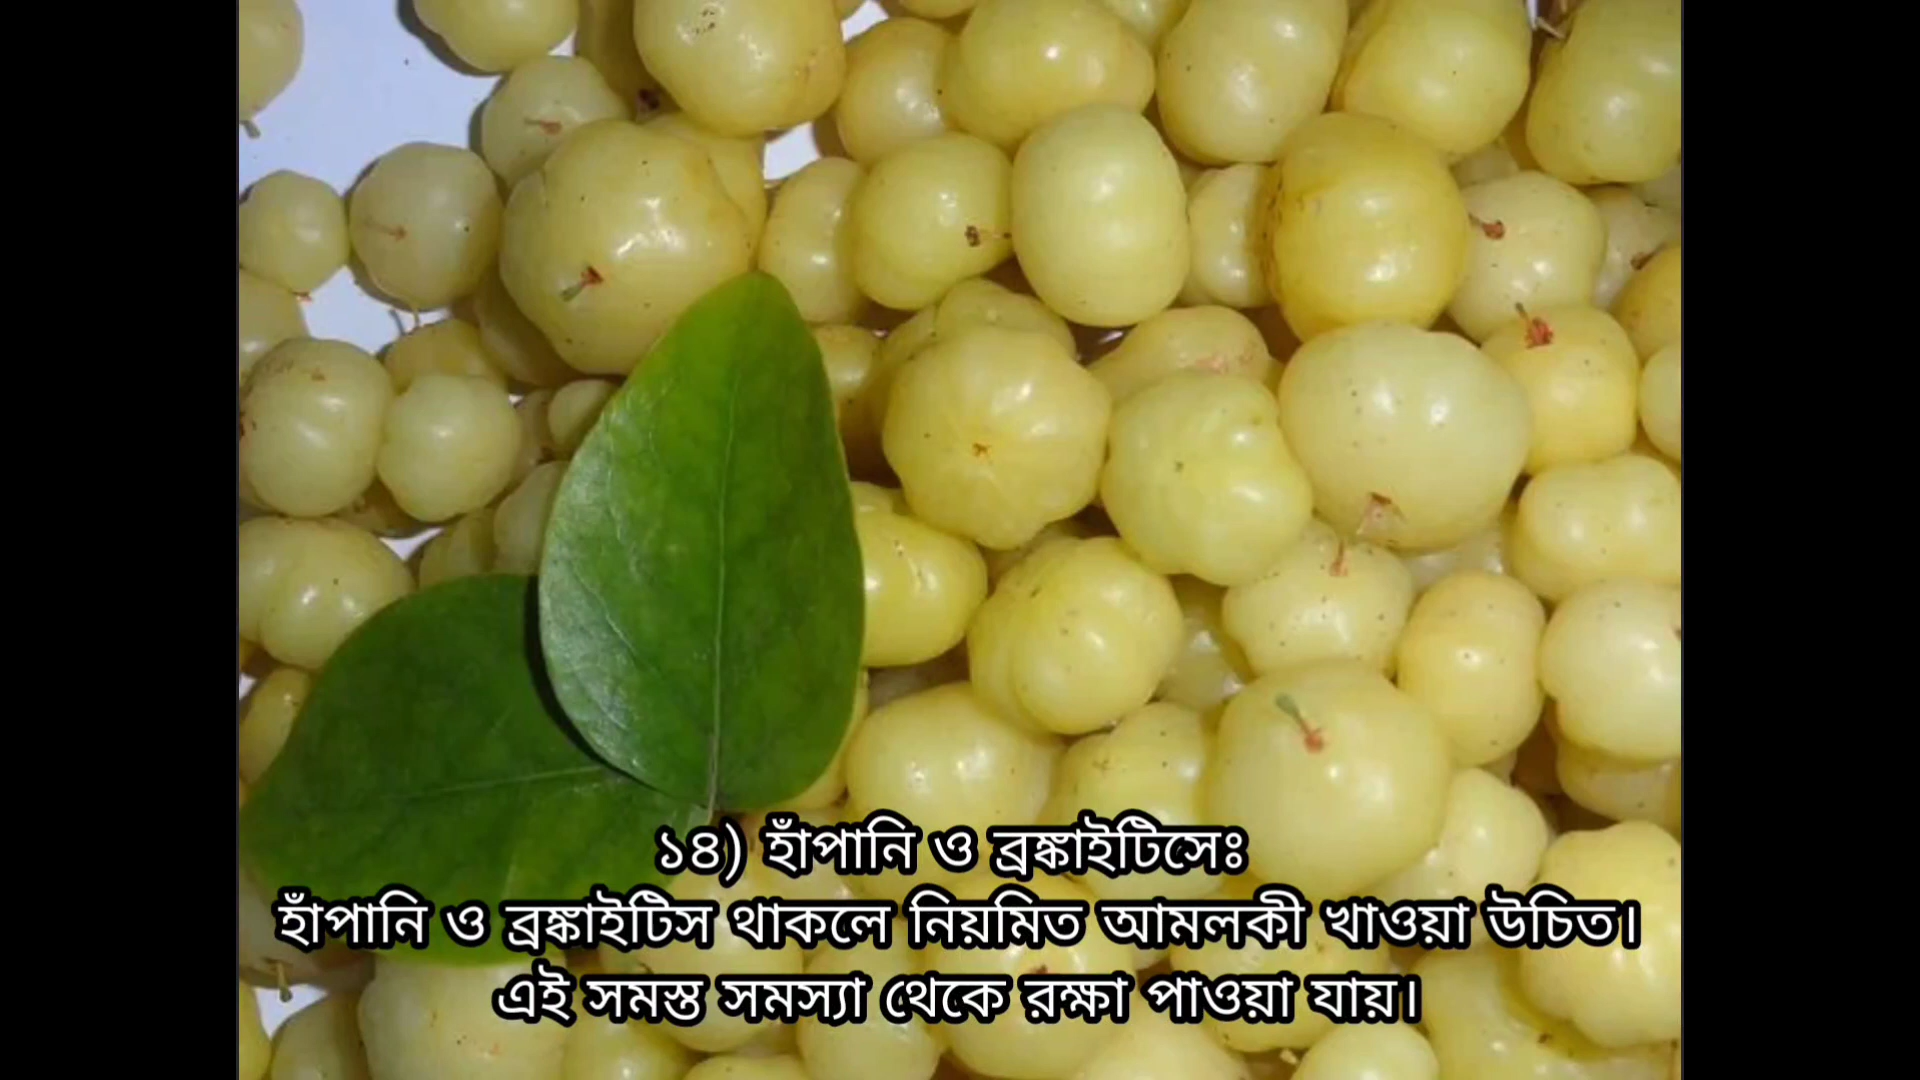 ১৪) হাঁপানি ও ব্রঙ্কাইটিসেঃ
হাঁপানি ও ব্রঙ্কাইটিস থাকলে নিয়মিত আমলকী খাওয়া উচিত।
এই সমস্ত সমস্যা থেকে রক্ষা পাওয়া যায়।